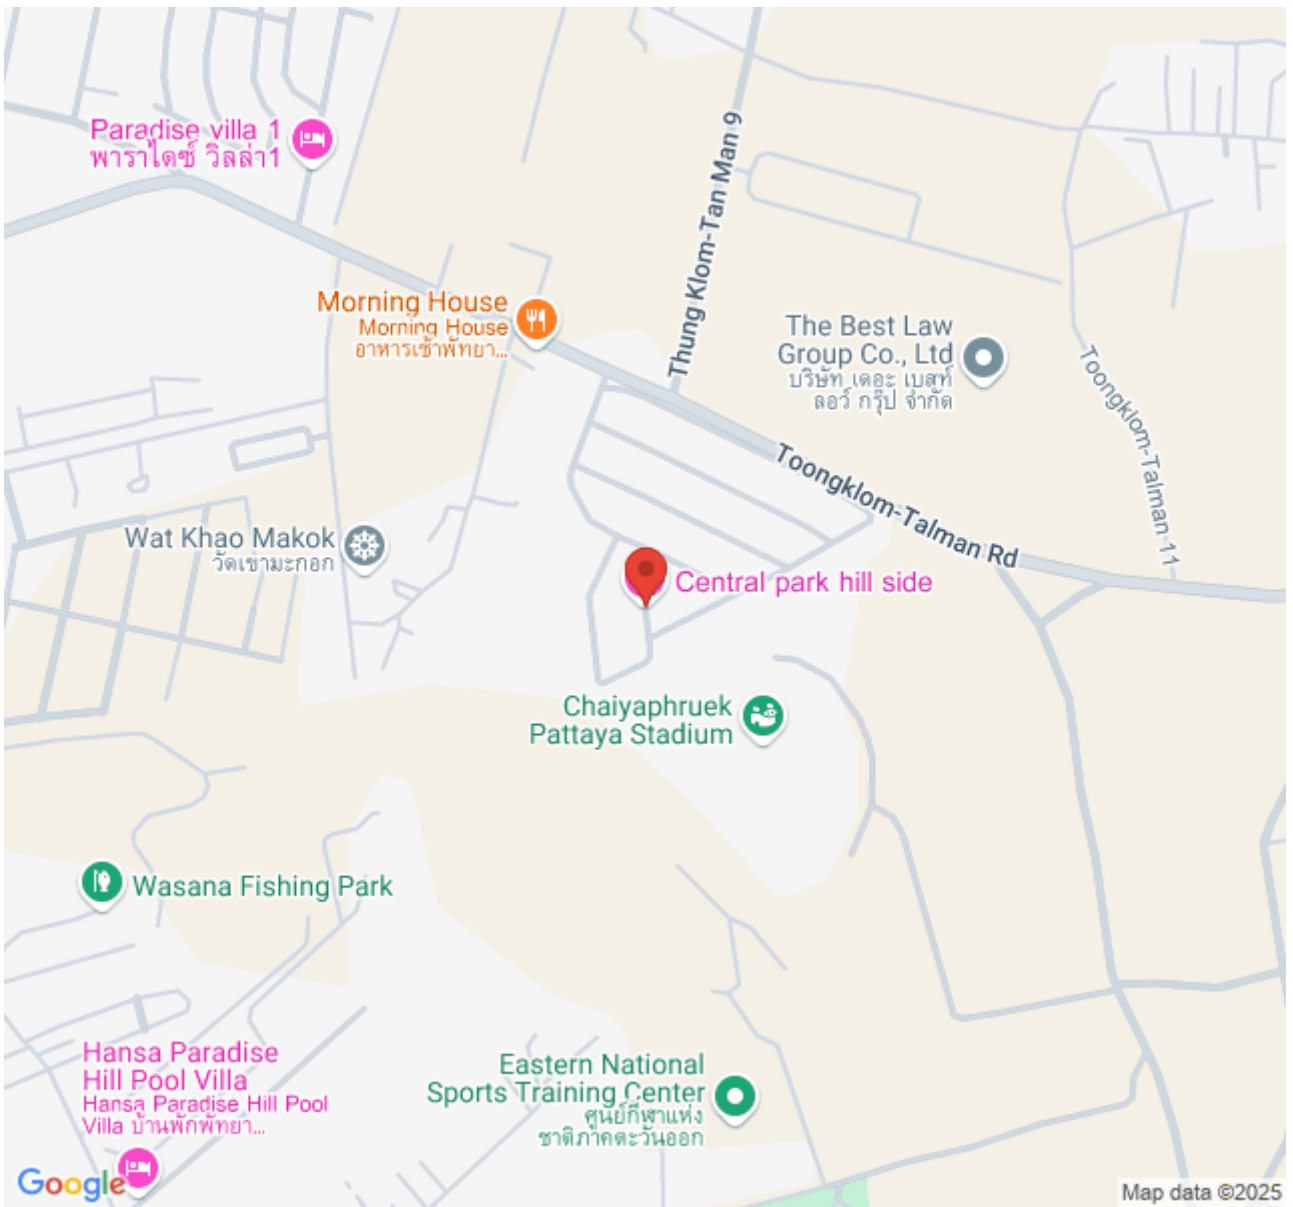 Paradise villa 1
พาราไดซ์ วิลล่า1
Thung Klom-Tan Man 9
Morning House
Morning House
อาหารเช้าพัทยา...
The Best Law
Group Co., Ltd
บริษัท เดอะ เบสท์
ลอว์ กรุ๊ป จำกัด
Toongklom-Talman 11
Toongklom-Talman Rd
Wat Khao Makok
วัดเขามะกอก
Central park hill side
Chaiyaphruek
Pattaya Stadium
Wasana Fishing Park
Hansa Paradise
Hill Pool Villa
Hansa Paradise Hill Pool
Villa บ้านพักพัทยา...
Eastern National
Sports Training Center
ศูนย์กีฬาแห่ง
ชาติภาคตะวันออก
Google
Map data ©2025